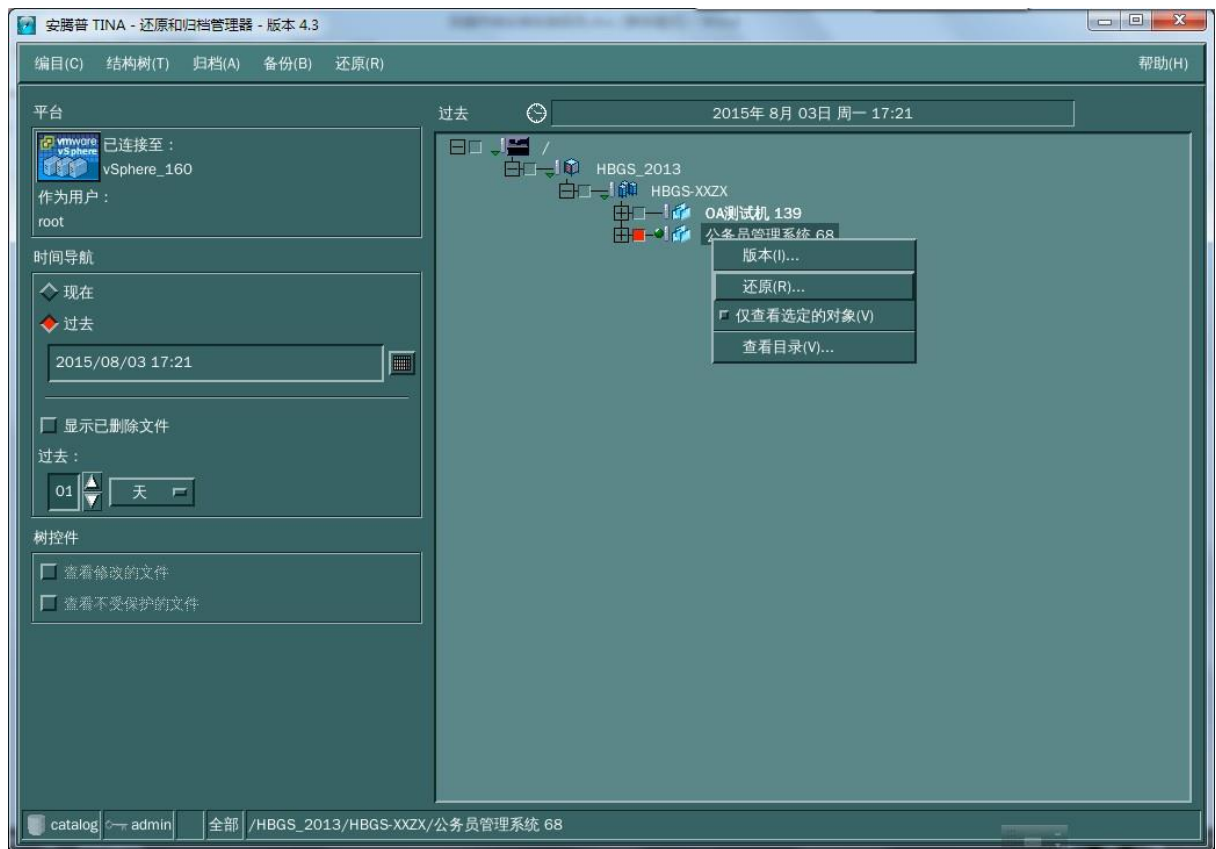 安腾普 TINA - 还原和归档管理器 - 版本 4.3
编目(C) 结构树(T) 归档(A) 备份(B) 还原(R) 帮助(H)
平台
vmware vSphere
已连接至：
vSphere_160
作为用户：
root
时间导航
现在
过去
2015/08/03 17:21
显示已删除文件
过去：
01 天
树控件
查看修改的文件
查看不受保护的文件
过去 2015年 8月 03日 周一 17:21
/
HBGS_2013
HBGS-XXZX
OA测试机 139
公务员管理系统 68
版本(I)...
还原(R)...
仅查看选定的对象(V)
查看目录(V)...
catalog admin 全部 /HBGS_2013/HBGS-XXZX/公务员管理系统 68